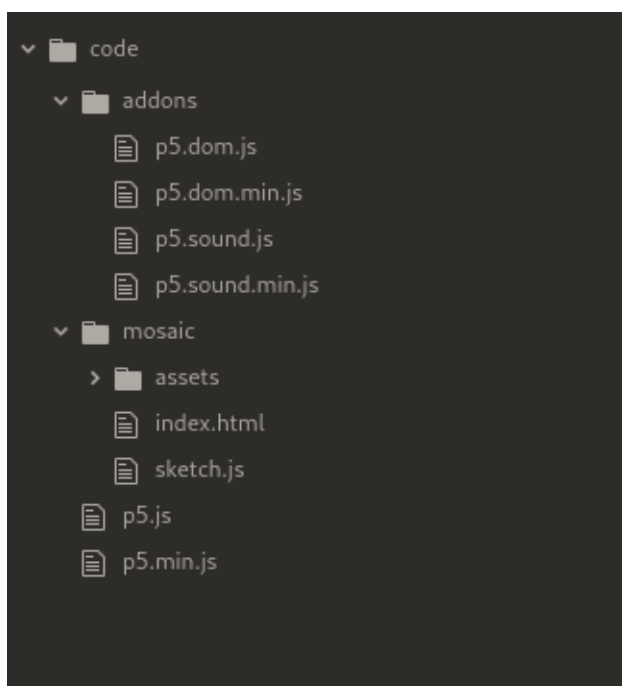 code
addons
p5.dom.js
p5.dom.min.js
p5.sound.js
p5.sound.min.js
mosaic
assets
index.html
sketch.js
p5.js
p5.min.js